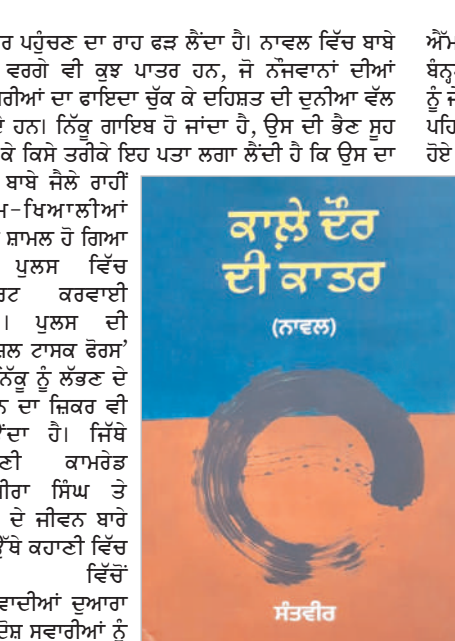 ਪਹੁੰਚਣ ਦਾ ਰਾਹ ਫੜ ਲੈਂਦਾ ਹੈ। ਨਾਵਲ ਵਿੱਚ ਬਾਬੇ
ਵਰਗੇ ਵੀ ਕੁਝ ਪਾਤਰ ਹਨ, ਜੋ ਨੌਜਵਾਨਾਂ ਦੀਆਂ
ਦਾ ਫਾਇਦਾ ਚੁੱਕ ਕੇ ਦਹਿਸ਼ਤ ਦੀ ਦੁਨੀਆ ਵੱਲ
ਹਨ। ਨਿੱਕੂ ਗਾਇਬ ਹੋ ਜਾਂਦਾ ਹੈ, ਉਸ ਦੀ ਭੈਣ ਸੂਹ
ਕੇ ਕਿਸੇ ਤਰੀਕੇ ਇਹ ਪਤਾ ਲਗਾ ਲੈਂਦੀ ਹੈ ਕਿ ਉਸ ਦਾ
ਬਾਬੇ ਜੈਲੇ ਰਾਹੀਂ
-ਖਿਆਲੀਆਂ
ਸ਼ਾਮਲ ਹੋ ਗਿਆ
ਪੁਲਸ ਵਿੱਚ
ਕਰਵਾਈ
। ਪੁਲਸ ਦੀ
ਟਾਸਕ ਫੋਰਸ’
ਨਿੱਕੂ ਨੂੰ ਲੱਭਣ ਦੇ
ਦਾ ਜ਼ਿਕਰ ਵੀ
ਹੈ। ਜਿੱਥੇ
ਕਾਮਰੇਡ
ਸਿੰਘ ਤੇ
ਦੇ ਜੀਵਨ ਬਾਰੇ
ਉੱਥੇ ਕਹਾਣੀ ਵਿੱਚ
ਵਿੱਚੋਂ
ਦੁਆਰਾ
ਸਵਾਰੀਆਂ ਨੂੰ
ਕਾਲ਼ੇ ਦੌਰ
ਦੀ ਕਾਤਰ
(ਨਾਵਲ)
ਸੰਤਵੀਰ
ਨੂੰ
ਹੋਏ